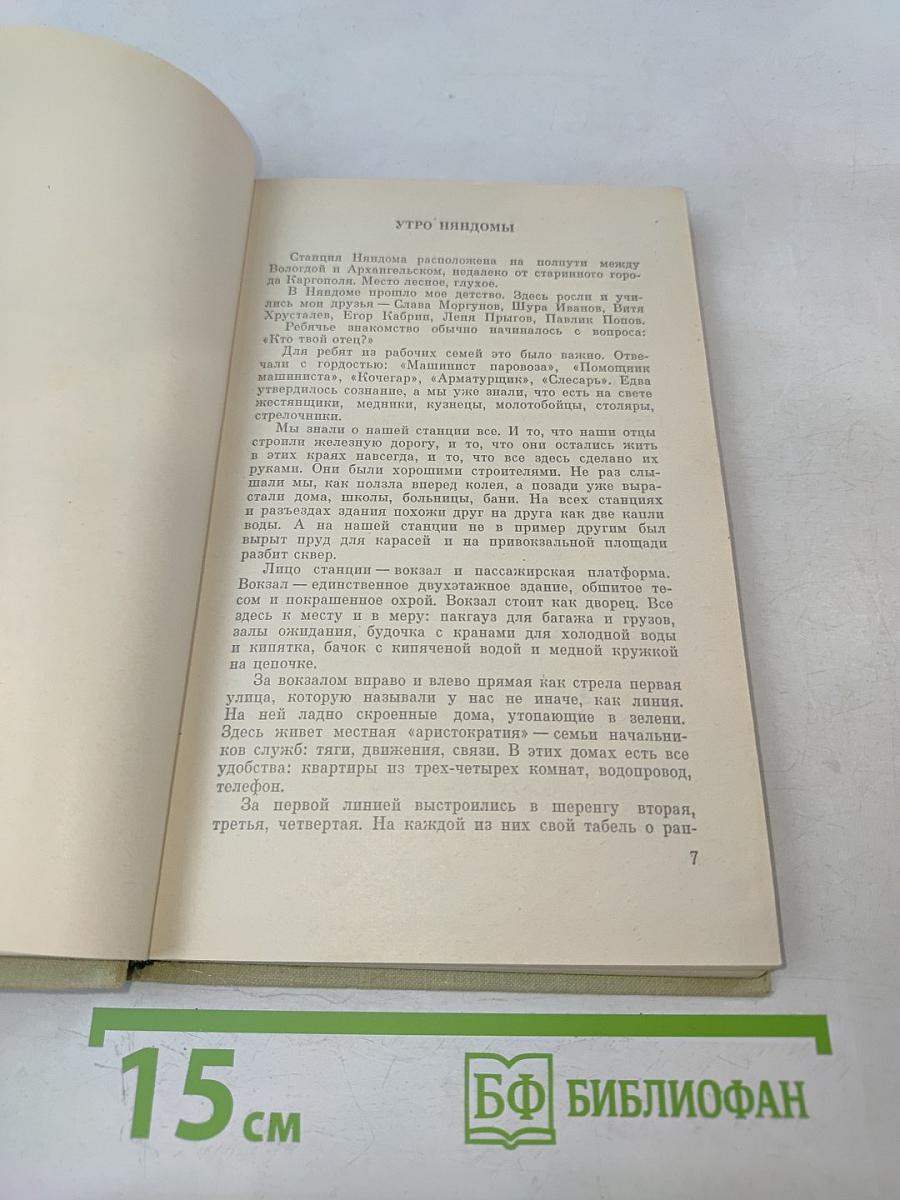 УТРО НЯНДОМЫ
Станция Няндома расположена на полпути между
Вологдой и Архангельском, недалеко от старинного горо-
да Каргополя. Место лесное, глухое.
В Няндоме прошло мое детство. Здесь росли и учи-
лись мои друзья — Слава Моргунов, Шура Иванов, Витя
Хрусталев, Егор Кабрин, Леня Прыгов, Павлик Попов.
Ребячье знакомство обычно начиналось с вопроса:
«Кто твой отец?»
Для ребят из рабочих семей это было важно. Отве-
чали с гордостью: «Машинист паровоза», «Помощник
машиниста», «Кочегар», «Арматурщик», «Слесарь». Едва
утвердилось сознание, а мы уже знали, что есть на свете
жестянщики, медники, кузнецы, молотобойцы, столяры,
стрелочники.
Мы знали о нашей станции все. И то, что наши отцы
строили железную дорогу, и то, что они остались жить
в этих краях навсегда, и то, что все здесь сделано их
руками. Они были хорошими строителями. Не раз слы-
шали мы, как ползла вперед колея, а позади уже выра-
стали дома, школы, больницы, бани. На всех станциях
и разъездах здания похожи друг на друга как две капли
воды. А на нашей станции не в пример другим был
вырыт пруд для карасей и на привокзальной площади
разбит сквер.
Лицо станции — вокзал и пассажирская платформа.
Вокзал — единственное двухэтажное здание, обшитое те-
сом и покрашенное охрой. Вокзал стоит как дворец. Все
здесь к месту и в меру: пакгауз для багажа и грузов,
залы ожидания, будочка с кранами для холодной воды
и кипятка, бачок с кипяченой водой и медной кружкой
на цепочке.
За вокзалом вправо и влево прямая как стрела первая
улица, которую называли у нас не иначе, как линия.
На ней ладно скроенные дома, утопающие в зелени.
Здесь живет местная «аристократия» — семьи начальни-
ков служб: тяги, движения, связи. В этих домах есть все
удобства: квартиры из трех-четырех комнат, водопровод,
телефон.
За первой линией выстроились в шеренгу вторая,
третья, четвертая. На каждой из них свой табель о ран-
7
15 см
БФ БИБЛИОФАН